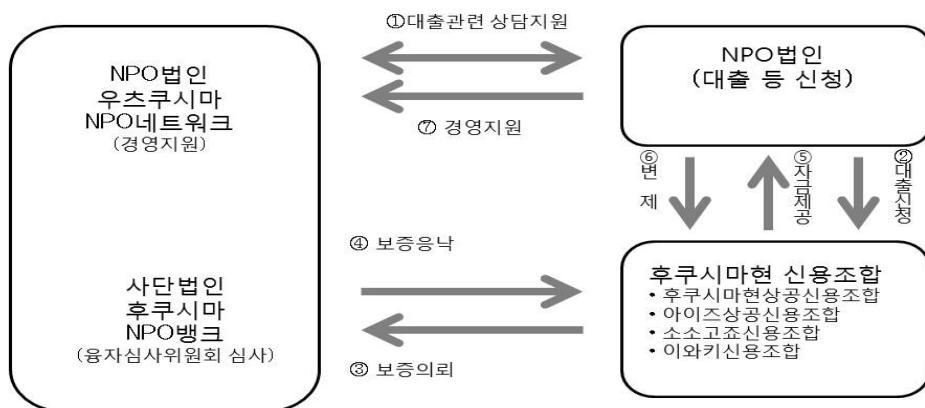 ①대출관련 상담지원
NPO법인
우츠쿠시마
NPO네트워크
(경영지원)
NPO법인
(대출 등 신청)
⑦ 경영지원
⑥변 제
⑤자금제공
②대출신청
④ 보증응낙
사단법인
후쿠시마
NPO뱅크
(융자심사위원회 심사)
후쿠시마현 신용조합
• 후쿠시마현상공신용조합
• 아이즈상공신용조합
• 소소고죠신용조합
• 이와키신용조합
③ 보증의뢰